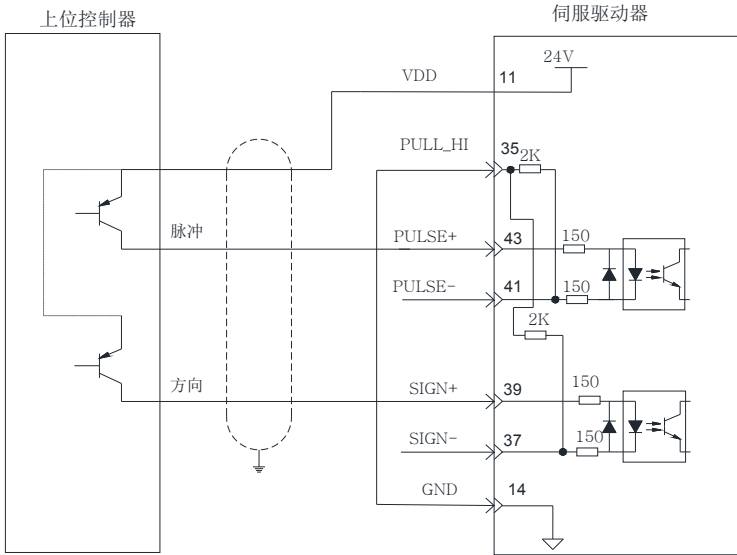 上位控制器
伺服驱动器
24V
VDD
11
PULL_HI
35
2K
脉冲
PULSE+
43
150
PULSE-
41
150
2K
方向
SIGN+
39
150
SIGN-
37
150
GND
14